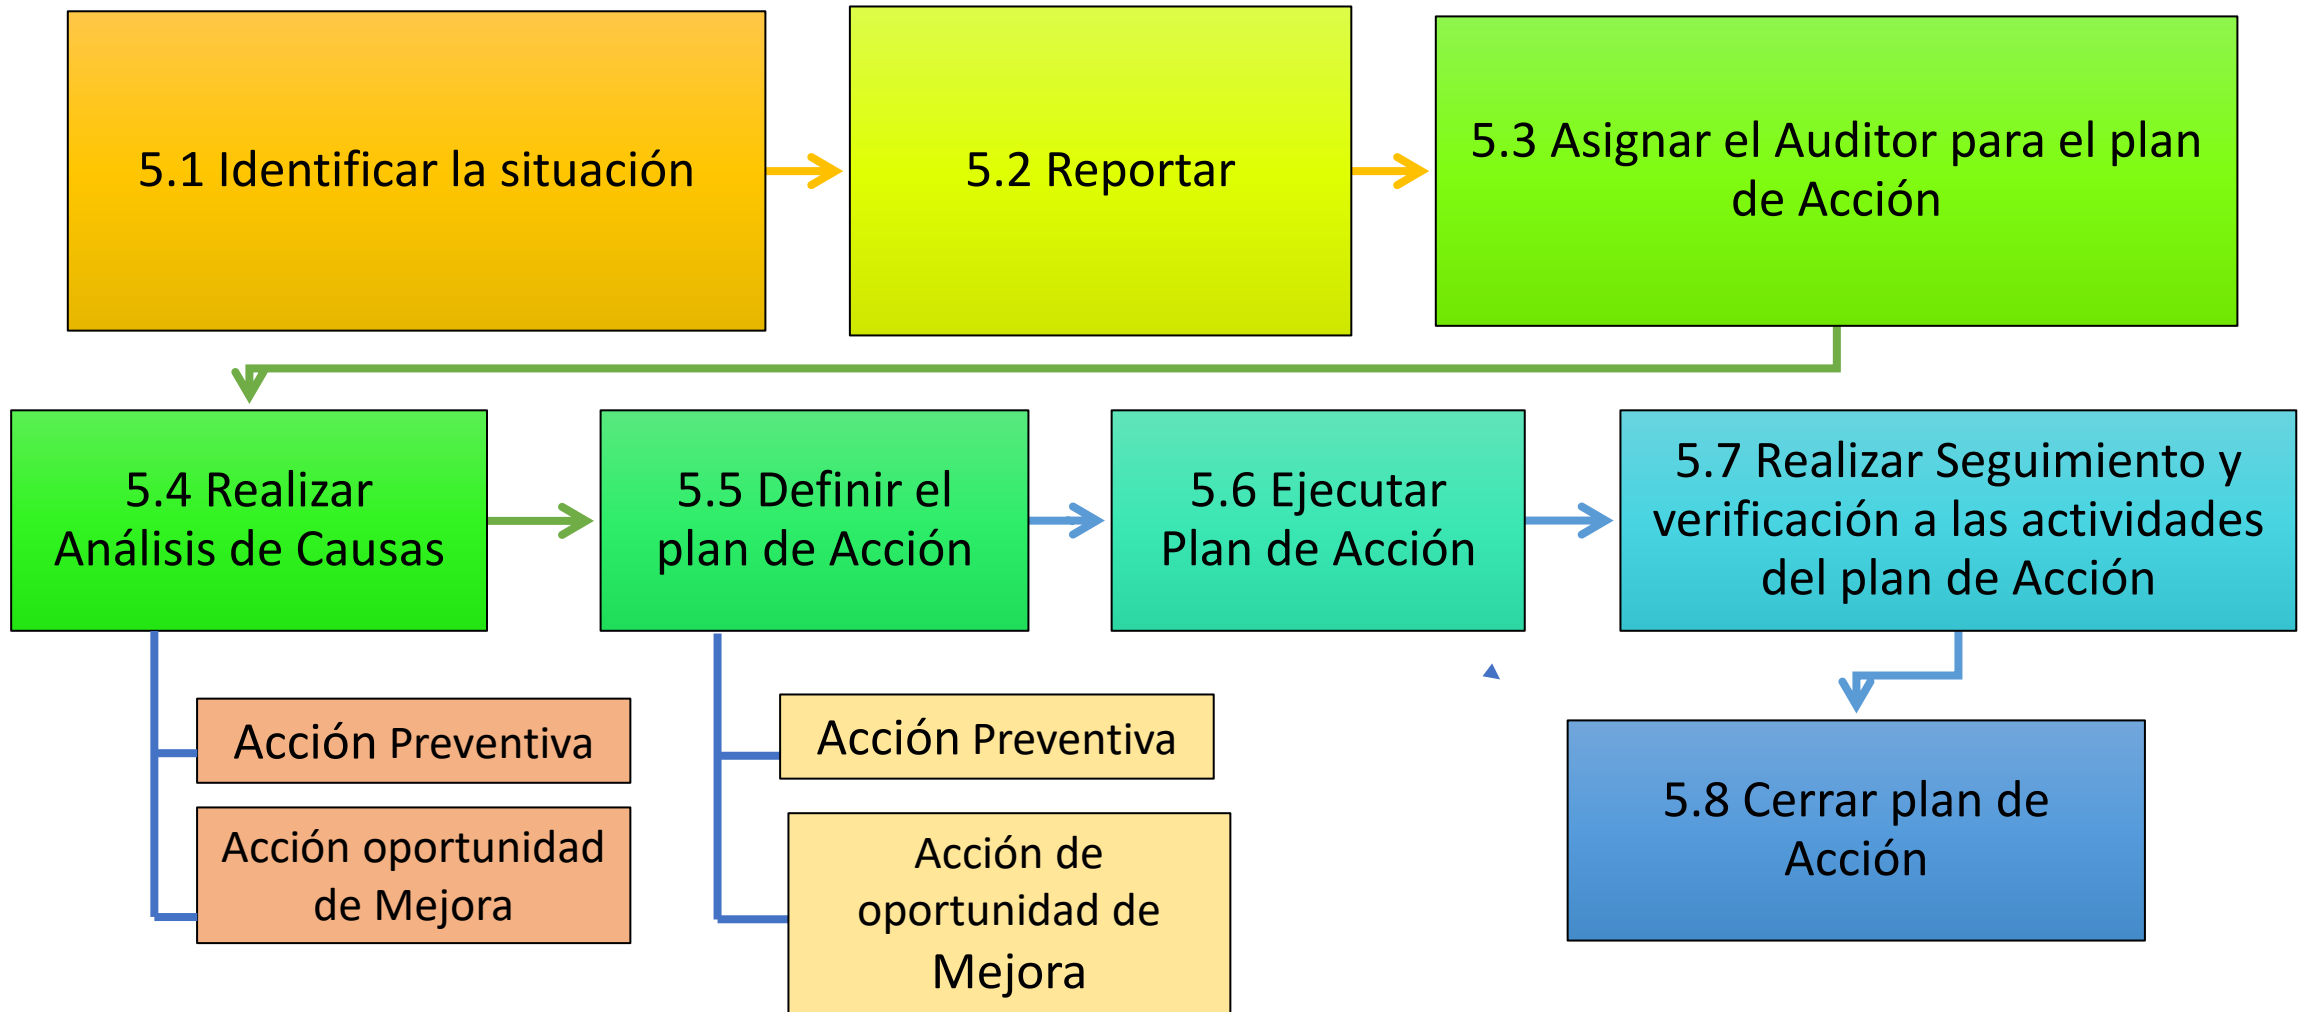 5.1 Identificar la situación
5.2 Reportar
5.3 Asignar el Auditor para el plan
de Acción
5.4 Realizar
Análisis de Causas
5.5 Definir el
plan de Acción
5.6 Ejecutar
Plan de Acción
5.7 Realizar Seguimiento y
verificación a las actividades
del plan de Acción
Acción Preventiva
Acción oportunidad
de Mejora
Acción Preventiva
Acción de
oportunidad de
Mejora
5.8 Cerrar plan de
Acción